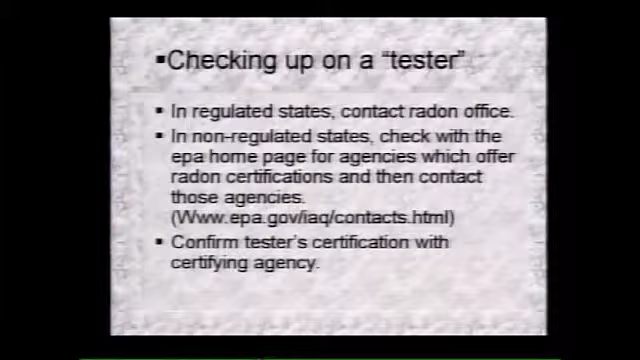 ▪Checking up on a “tester”
▪ In regulated states, contact radon office.
▪ In non-regulated states, check with the
epa home page for agencies which offer
radon certifications and then contact
those agencies.
(Www.epa.gov/iaq/contacts.html)
▪ Confirm tester’s certification with
certifying agency.